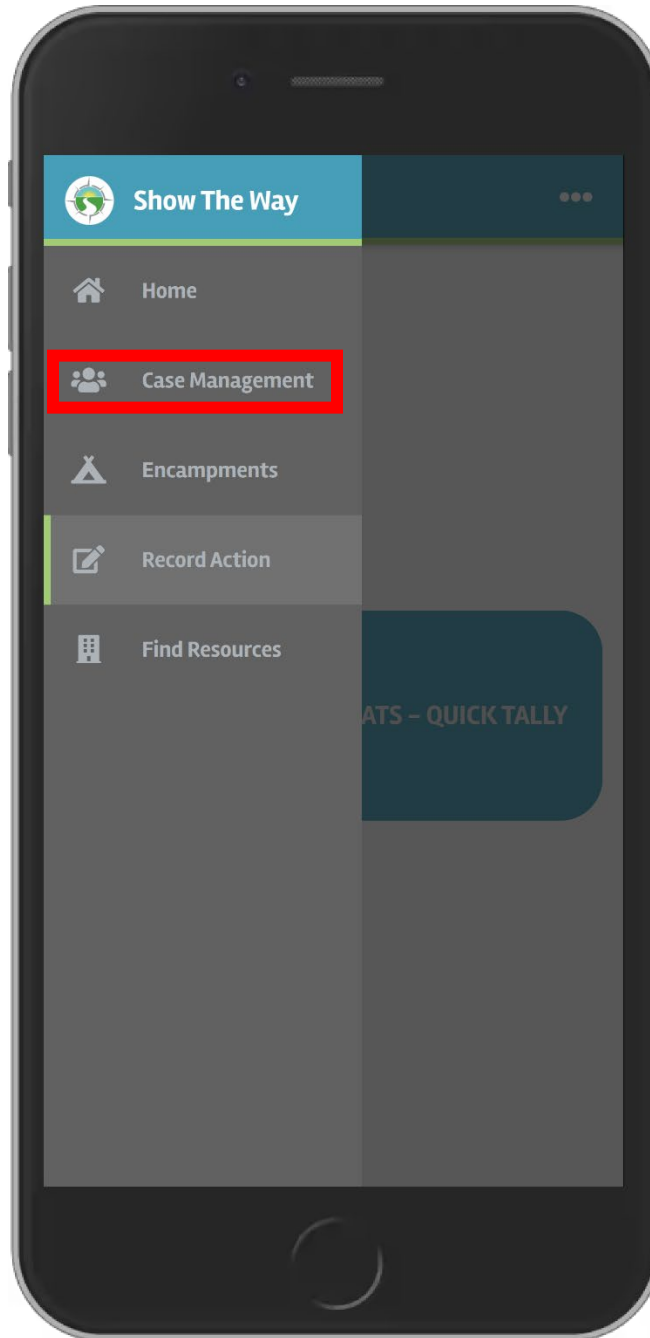 Show The Way
Home
Case Management
Encampments
Record Action
Find Resources
ATS – QUICK TALLY